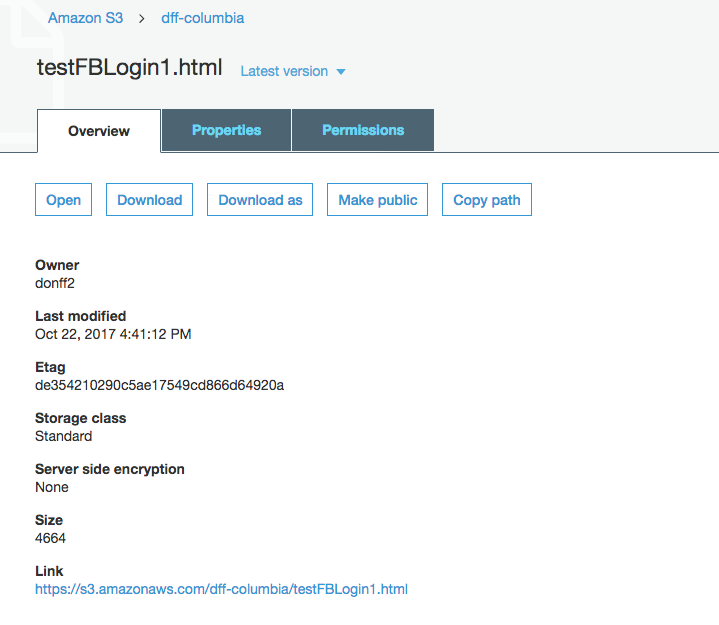 Amazon S3 > dff-columbia
testFBLogin1.html Latest version
Overview Properties Permissions
Open Download Download as Make public Copy path
Owner
donff2
Last modified
Oct 22, 2017 4:41:12 PM
Etag
de354210290c5ae17549cd866d64920a
Storage class
Standard
Server side encryption
None
Size
4664
Link
https://s3.amazonaws.com/dff-columbia/testFBLogin1.html